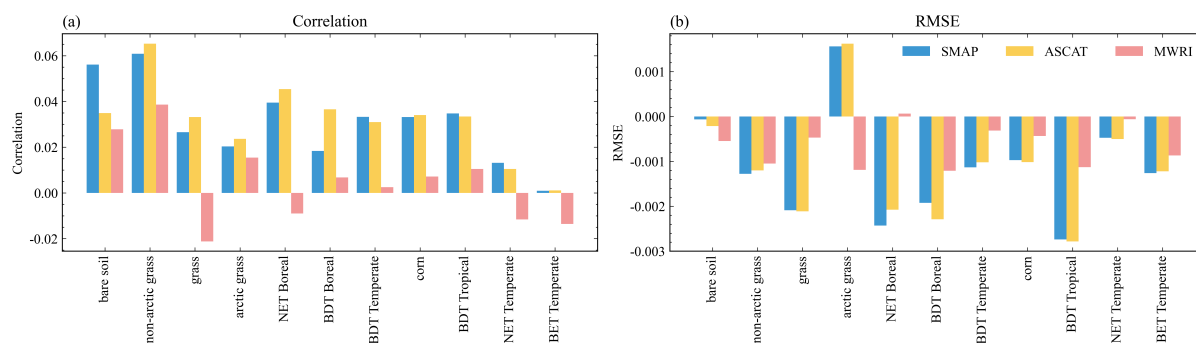 (a)
Correlation
Correlation
0.06
0.04
0.02
0.00
-0.02
bare soil
non-arctic grass
grass
arctic grass
NET Boreal
BDT Boreal
BDT Temperate
corn
BDT Tropical
NET Temperate
BET Temperate
(b)
RMSE
SMAP
ASCAT
MWRI
RMSE
0.001
0.000
-0.001
-0.002
-0.003
bare soil
non-arctic grass
grass
arctic grass
NET Boreal
BDT Boreal
BDT Temperate
corn
BDT Tropical
NET Temperate
BET Temperate